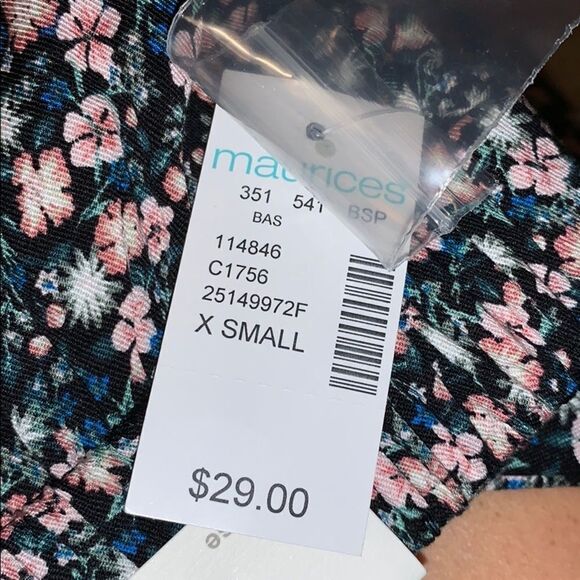 maurices
351 541 BSP
BAS
114846
C1756
25149972F
X SMALL
$29.00